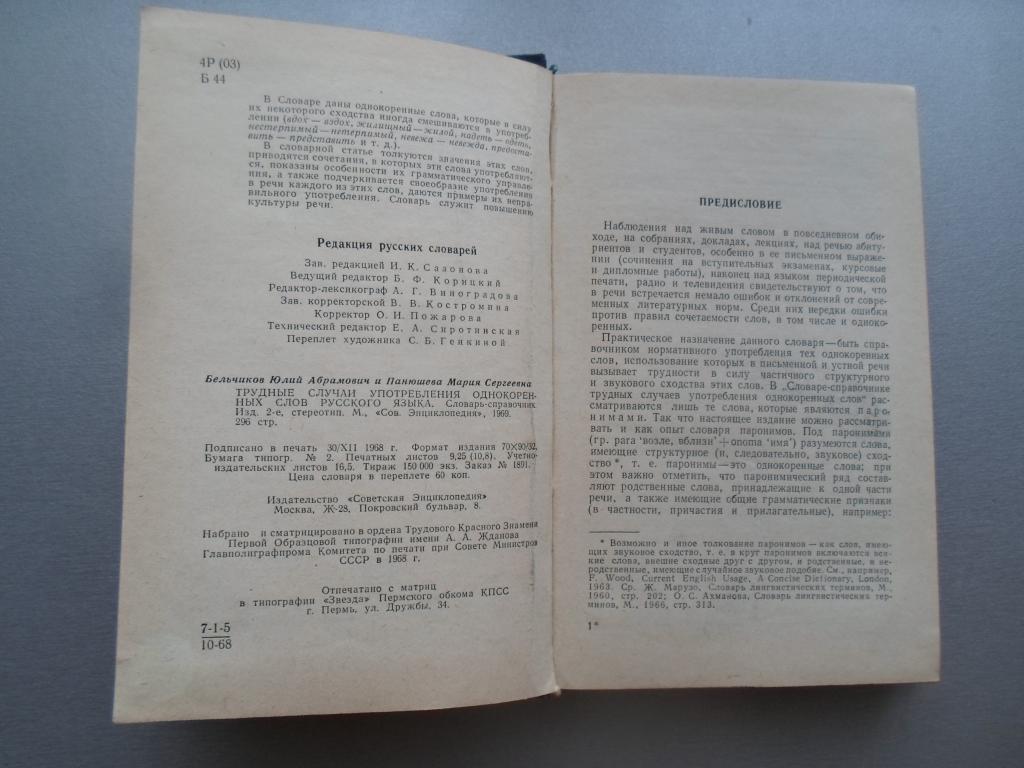 4Р (03)
Б 44
В Словаре даны однокоренные слова, которые в силу
их некоторого сходства иногда смешиваются в употреб-
лении (вдох — вздох, жилищный — жилой, надеть — одеть,
нестерпимый — нетерпимый, невежа — невежда, предоста-
вить — представить и т. д.).
В словарной статье толкуются значения этих слов,
приводятся сочетания, в которых эти слова употребляют-
ся, показаны особенности их грамматического управле-
ния, а также подчеркивается своеобразие употребления
в речи каждого из этих слов, даются примеры их непра-
вильного употребления. Словарь служит повышению
культуры речи.
Редакция русских словарей
Зав. редакцией И. К. Сазонова
Ведущий редактор Б. Ф. Корицкий
Редактор-лексикограф А. Г. Виноградова
Зав. корректорской В. В. Костромина
Корректор О. И. Пожарова
Технический редактор Е. А. Сиротинская
Переплет художника С. Б. Генкиной
Бельчиков Юлий Абрамович и Панюшева Мария Сергеевна
ТРУДНЫЕ СЛУЧАИ УПОТРЕБЛЕНИЯ ОДНОКОРЕН-
НЫХ СЛОВ РУССКОГО ЯЗЫКА. Словарь-справочник.
Изд. 2-е, стереотип. М., «Сов. Энциклопедия», 1969.
296 стр.
Подписано в печать 30/XII 1968 г. Формат издания 70×90/32.
Бумага типогр. № 2. Печатных листов 9,25 (10,8). Учетно-
издательских листов 16,5. Тираж 150 000 экз. Заказ № 1891.
Цена словаря в переплете 60 коп.
Издательство «Советская Энциклопедия»
Москва, Ж-28, Покровский бульвар, 8.
Набрано и сматрицировано в ордена Трудового Красного Знамени
Первой Образцовой типографии имени А. А. Жданова
Главполиграфпрома Комитета по печати при Совете Министров
СССР в 1968 г.
Отпечатано с матриц
в типографии «Звезда» Пермского обкома КПСС
г. Пермь, ул. Дружбы, 34.
7-1-5
10-68
ПРЕДИСЛОВИЕ
Наблюдения над живым словом в повседневном оби-
ходе, на собраниях, докладах, лекциях, над речью абиту-
риентов и студентов, особенно в ее письменном выраже-
нии (сочинения на вступительных экзаменах, курсовые
и дипломные работы), наконец над языком периодической
печати, радио и телевидения свидетельствуют о том, что
в речи встречается немало ошибок и отклонений от совре-
менных литературных норм. Среди них нередки ошибки
против правил сочетаемости слов, в том числе и одноко-
ренных.
Практическое назначение данного словаря—быть спра-
вочником нормативного употребления тех однокоренных
слов, использование которых в письменной и устной речи
вызывает трудности в силу частичного структурного
и звукового сходства этих слов. В „Словаре-справочнике
трудных случаев употребления однокоренных слов“ рас-
сматриваются лишь те слова, которые являются паро-
нимами. Так что настоящее издание можно рассматри-
вать и как опыт словаря паронимов. Под паронимами
(гр. para ‘возле, вблизи’+onoma ‘имя’) разумеются слова,
имеющие структурное (и, следовательно, звуковое) сход-
ство*, т. е. паронимы—это однокоренные слова; при
этом важно отметить, что паронимический ряд состав-
ляют родственные слова, принадлежащие к одной части
речи, а также имеющие общие грамматические признаки
(в частности, причастия и прилагательные), например:
* Возможно и иное толкование паронимов — как слов, имею-
щих звуковое сходство, т. е. в круг паронимов включаются вся-
кие слова, внешне сходные друг с другом, и родственные, и не-
родственные, имеющие случайное звуковое подобие. См., например,
F. Wood, Current English Usage, A Concise Dictionary, London,
1963. Ср. Ж. Марузо, Словарь лингвистических терминов, М.,
1960, стр. 202; О. С. Ахманова, Словарь лингвистических тер-
минов, М., 1966, стр. 313.
1*